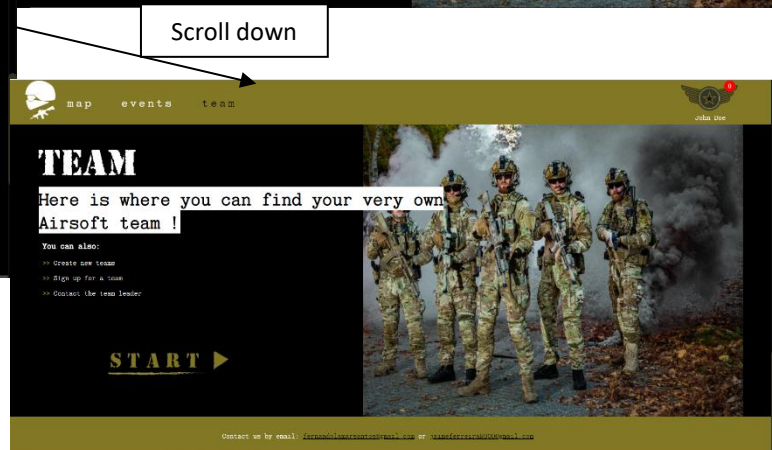 Scroll down
map events team
0
John Doe
TEAM
Here is where you can find your very own
Airsoft team !
You can also:
>> Create new teams
>> Sign up for a team
>> Contact the team leader
START
Contact us by email: or